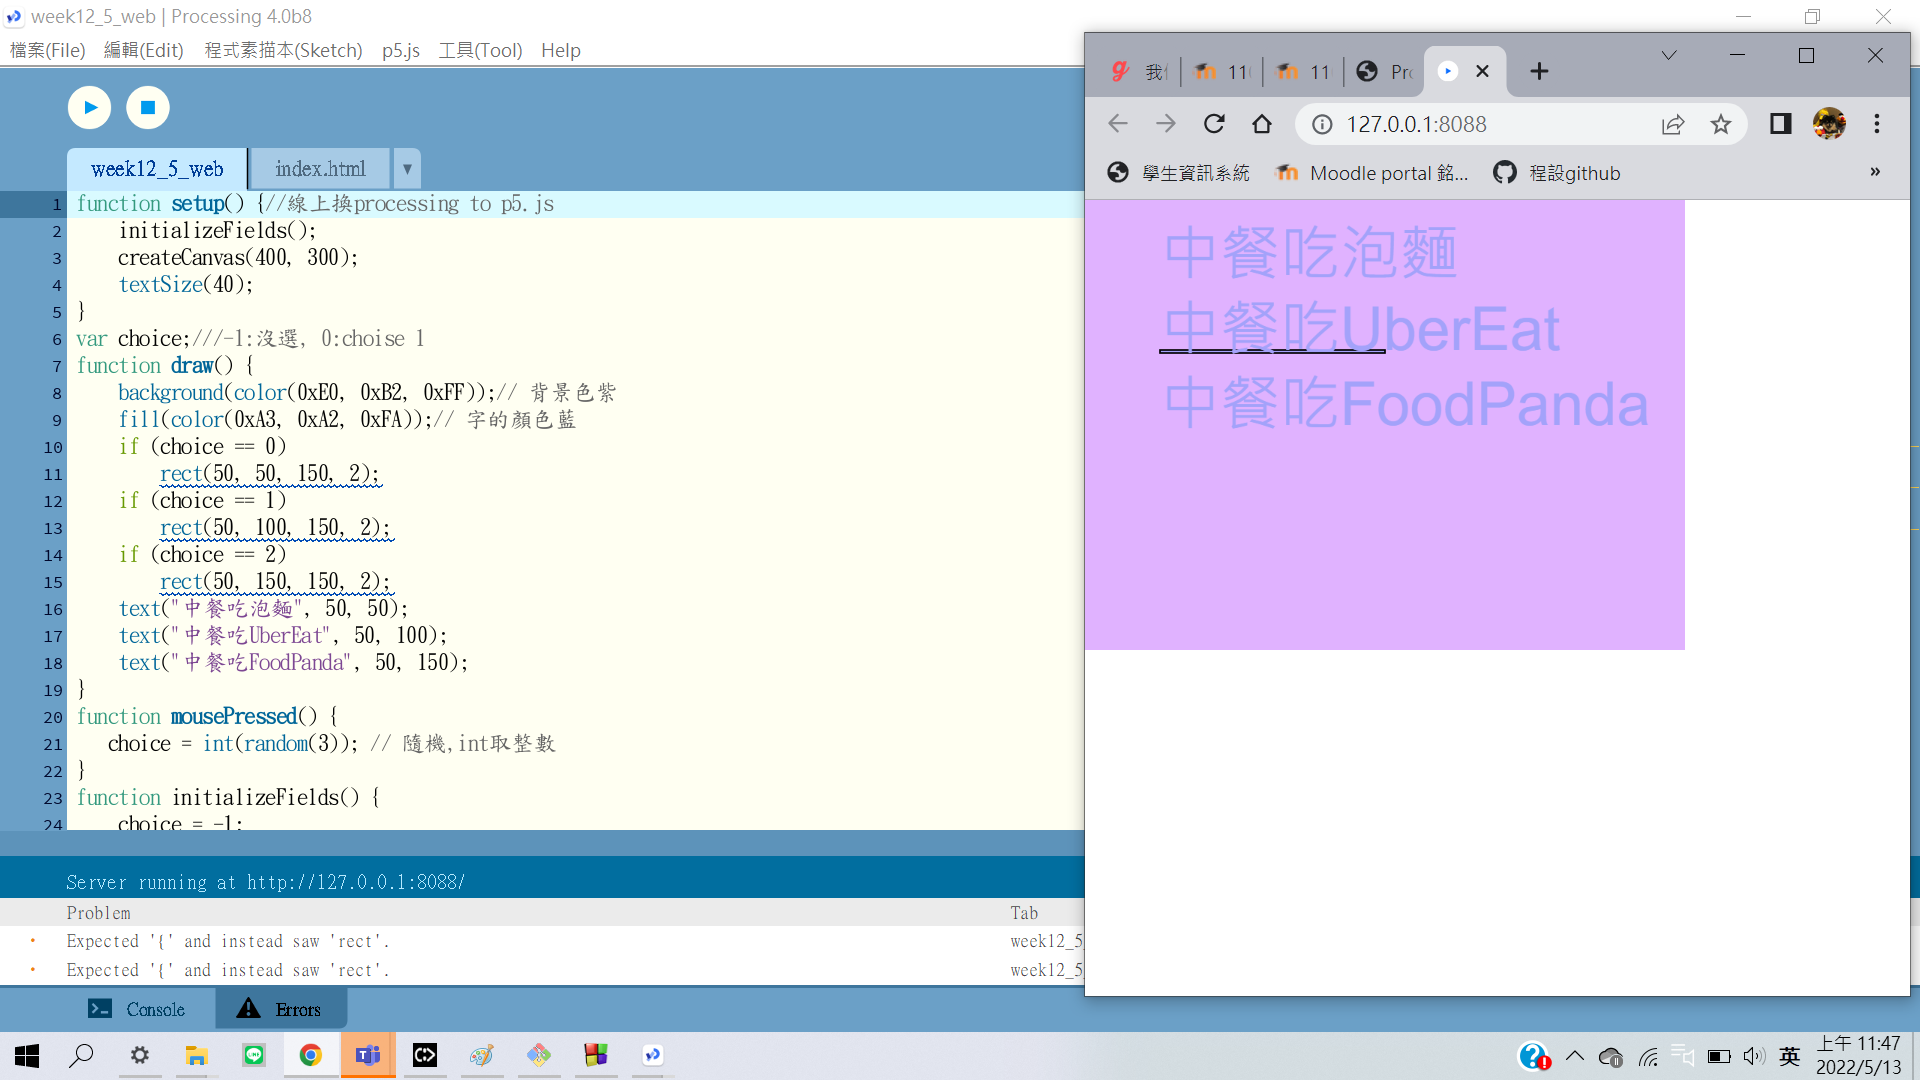 week12_5_web | Processing 4.0b8
檔案(File) 編輯(Edit) 程式素描本(Sketch) p5.js 工具(Tool) Help
week12_5_web index.html
1 function setup() {//線上換processing to p5.js
2 initializeFields();
3 createCanvas(400, 300);
4 textSize(40);
5 }
6 var choice;///-1:沒選, 0:choise 1
7 function draw() {
8 background(color(0xE0, 0xB2, 0xFF));// 背景色紫
9 fill(color(0xA3, 0xA2, 0xFA));// 字的顏色藍
10 if (choice == 0)
11 rect(50, 50, 150, 2);
12 if (choice == 1)
13 rect(50, 100, 150, 2);
14 if (choice == 2)
15 rect(50, 150, 150, 2);
16 text("中餐吃泡麵", 50, 50);
17 text("中餐吃UberEat", 50, 100);
18 text("中餐吃FoodPanda", 50, 150);
19 }
20 function mousePressed() {
21 choice = int(random(3)); // 隨機,int取整數
22 }
23 function initializeFields() {
24 choice = -1;
Server running at http://127.0.0.1:8088/
Problem Tab
Expected '{' and instead saw 'rect'. week12_5
Expected '{' and instead saw 'rect'. week12_5
Console Errors
我 11 11 Pr
127.0.0.1:8088
學生資訊系統 Moodle portal 銘... 程設github »
中餐吃泡麵
中餐吃UberEat
中餐吃FoodPanda
英
上午 11:47
2022/5/13